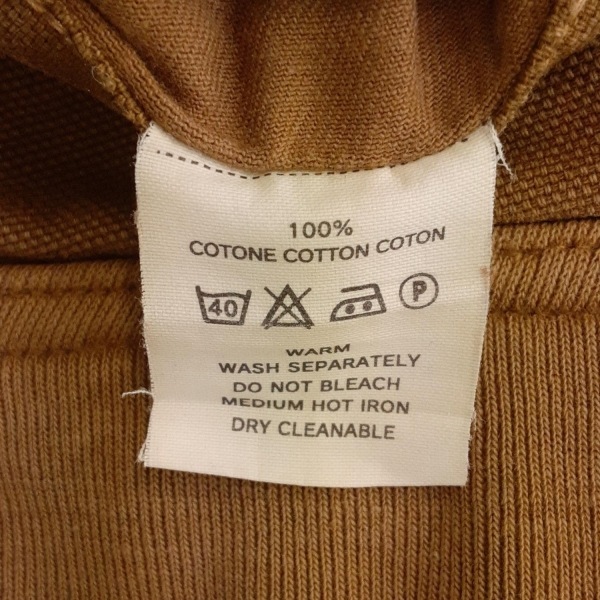 100%
COTONE COTTON COTON
40 P
WARM
WASH SEPARATELY
DO NOT BLEACH
MEDIUM HOT IRON
DRY CLEANABLE